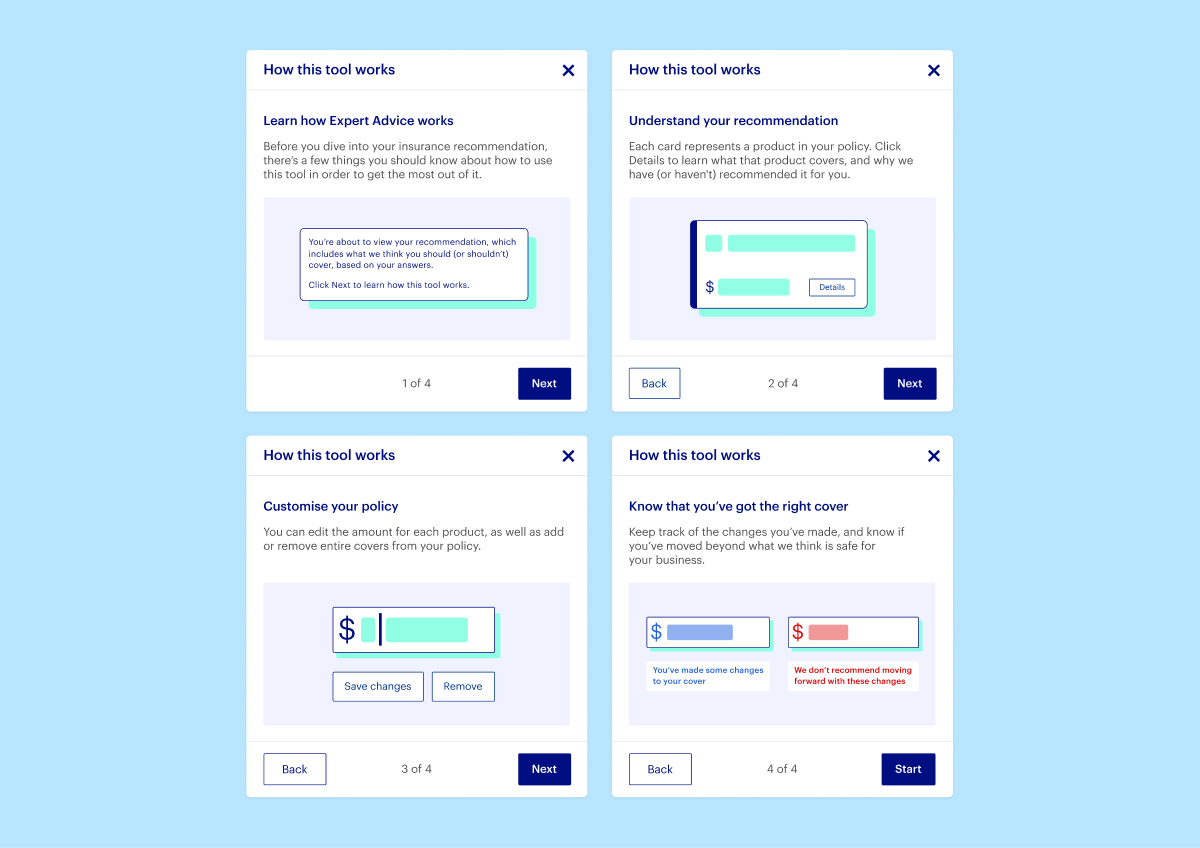 How this tool works
Learn how Expert Advice works
Before you dive into your insurance recommendation,
there's a few things you should know about how to use
this tool in order to get the most out of it.
You're about to view your recommendation, which
includes what we think you should (or shouldn't)
cover, based on your answers.
Click Next to learn how this tool works.
1 of 4
Next
How this tool works
Understand your recommendation
Each card represents a product in your policy. Click
Details to learn what that product covers, and why we
have (or haven't) recommended it for you.
$
Details
Back
2 of 4
Next
How this tool works
Customise your policy
You can edit the amount for each product, as well as add
or remove entire covers from your policy.
$
Save changes
Remove
Back
3 of 4
Next
How this tool works
Know that you've got the right cover
Keep track of the changes you've made, and know if
you've moved beyond what we think is safe for
your business.
$
You've made some changes
to your cover
$
We don't recommend moving
forward with these changes
Back
4 of 4
Start